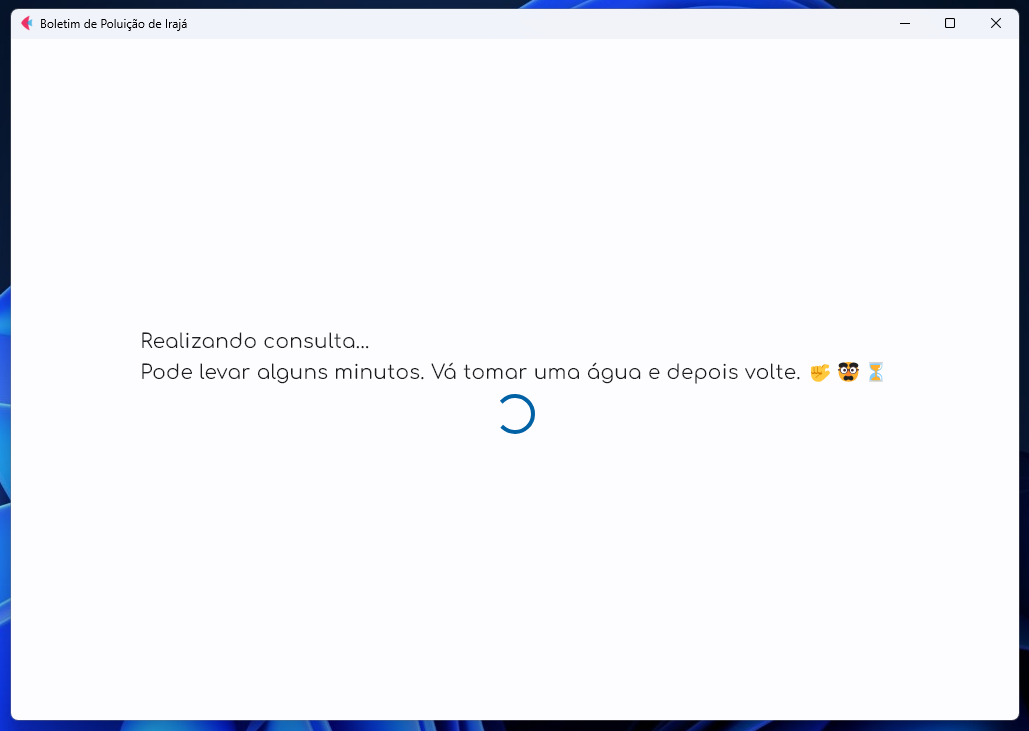 Boletim de Poluição de Irajá
Realizando consulta...
Pode levar alguns minutos. Vá tomar uma água e depois volte. 🤛 🥸 ⏳